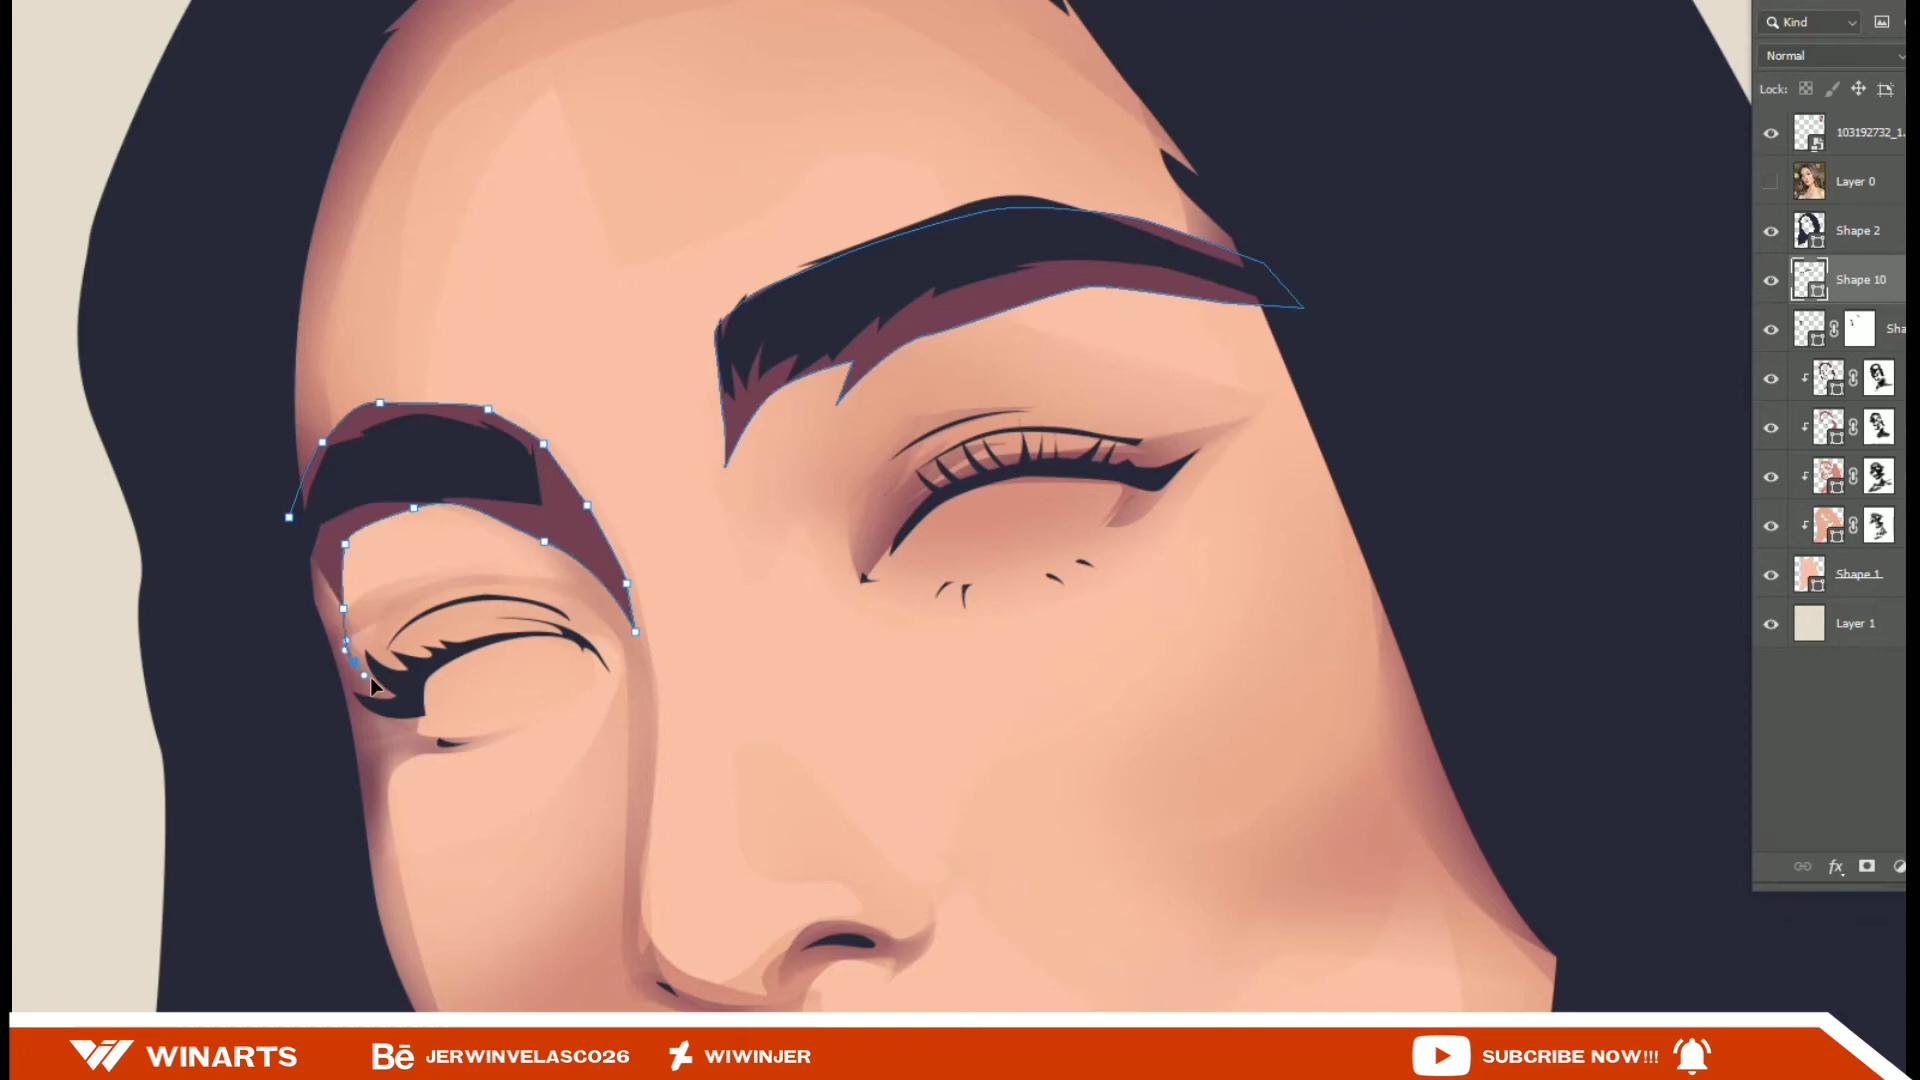 Kind
Normal
Lock:
103192732_1.
Layer 0
Shape 2
Shape 10
Sha
Shape 1
Layer 1
fx
WINARTS
Bē JERWINVELASCO26
WIWINJER
SUBCRIBE NOW!!!